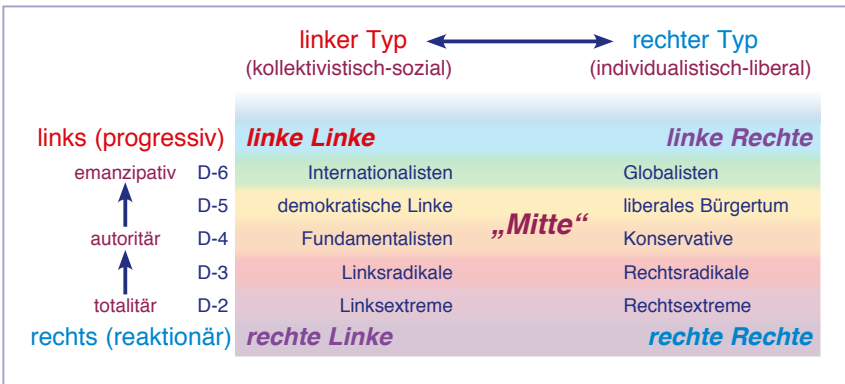 linker Typ rechter Typ
(kollektivistisch-sozial) (individualistisch-liberal)
links (progressiv) linke Linke linke Rechte
emanzipativ D-6 Internationalisten Globalisten
D-5 demokratische Linke liberales Bürgertum
„Mitte“
autoritär D-4 Fundamentalisten Konservative
D-3 Linksradikale Rechtsradikale
totalitär D-2 Linksextreme Rechtsextreme
rechts (reaktionär) rechte Linke rechte Rechte